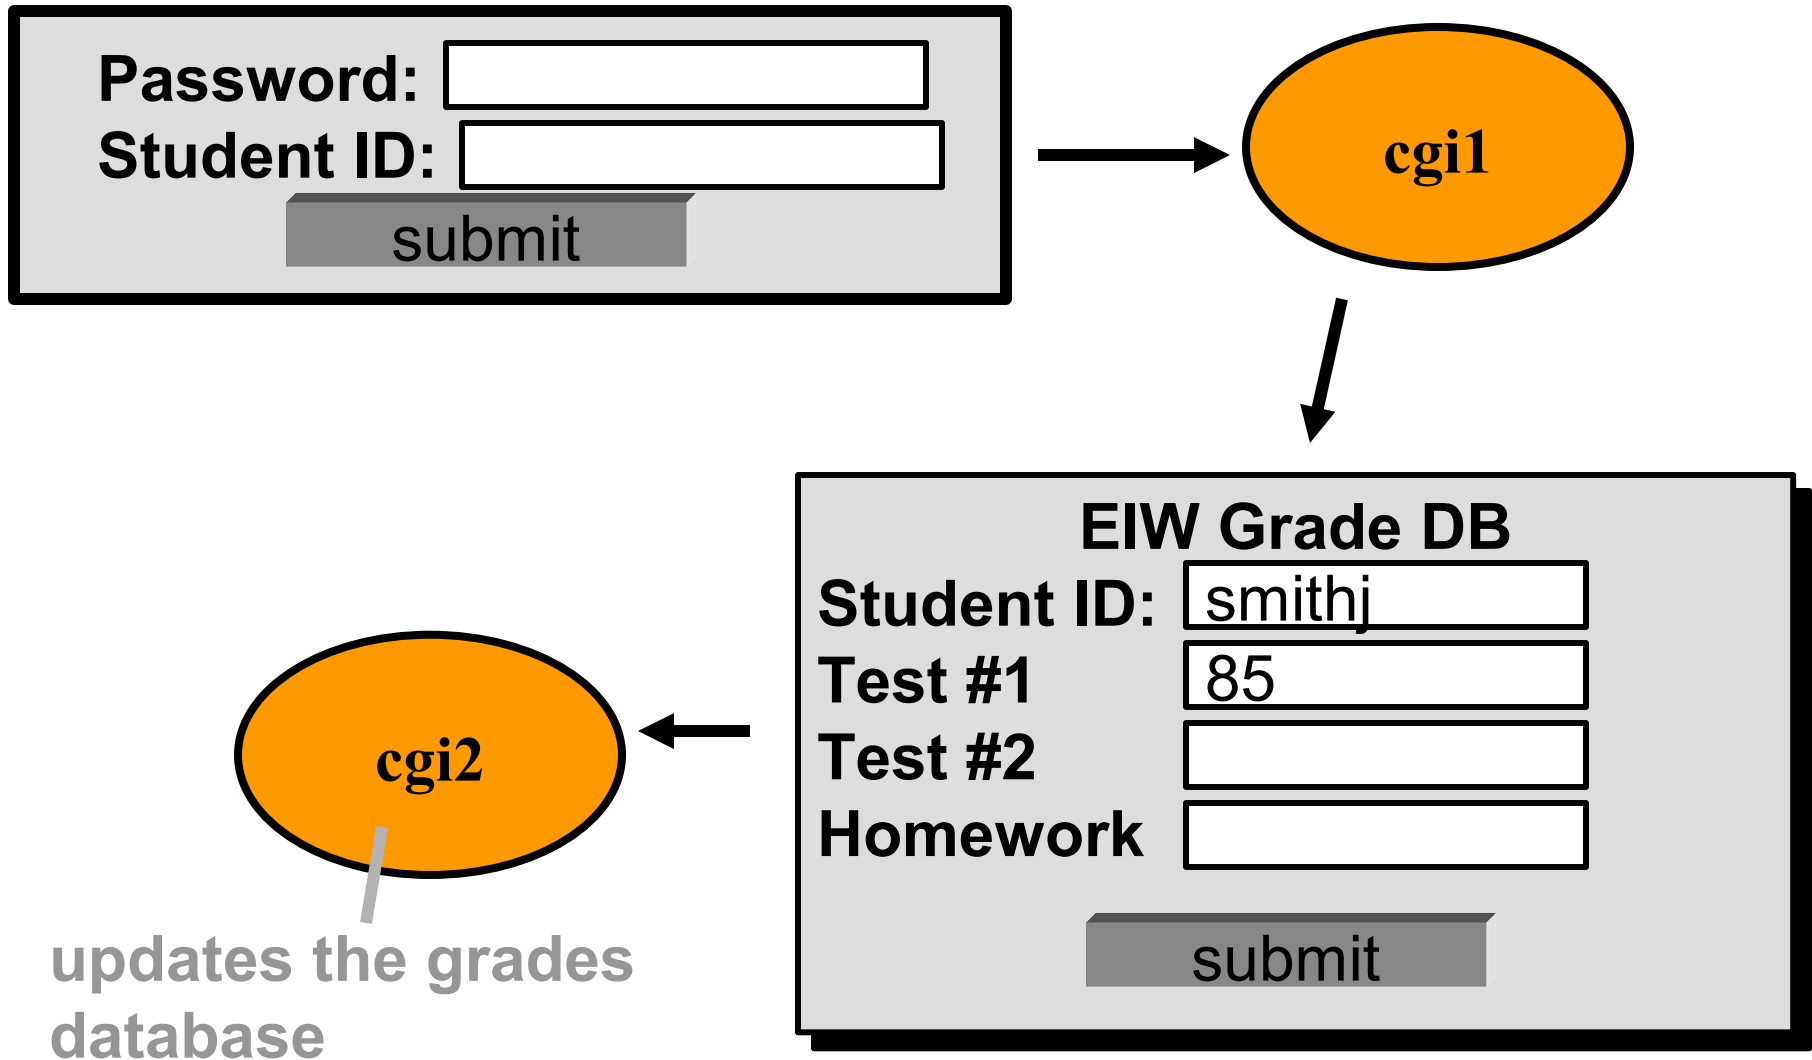 Password:
Student ID:
submit
cgi1
EIW Grade DB
Student ID: smithj
Test #1 85
Test #2
Homework
submit
cgi2
updates the grades
database